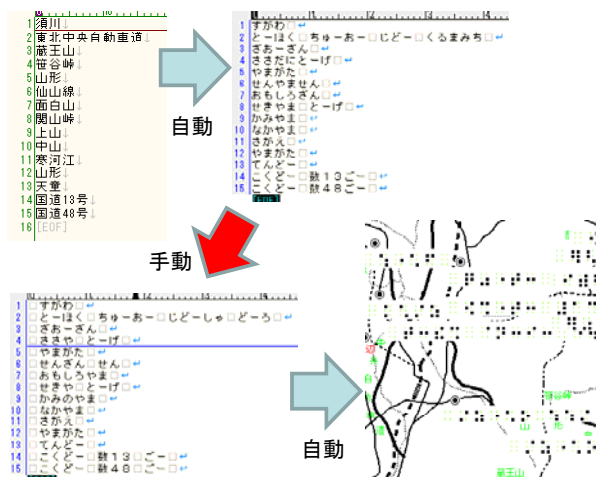 1 須川↓
2 東北中央自動車道↓
3 蔵王山↓
4 笹谷峠↓
5 山形↓
6 仙山線↓
7 面白山↓
8 関山峠↓
9 上山↓
10 中山↓
11 寒河江↓
12 山形↓
13 天童↓
14 国道13号↓
15 国道48号↓
16 [EOF]
自動
1 すがわ□↵
2 とーほく□ちゅーおー□じどー□くるまみち□↵
3 ざおーざん□↵
4 ささだにとーげ□↵
5 やまがた□↵
6 せんやません□↵
7 おもしろざん□↵
8 せきやま□とーげ□↵
9 かみやま□↵
10 なかやま□↵
11 さがえ□↵
12 やまがた□↵
13 てんどー□↵
14 こくどー□数13ごー□↵
15 こくどー□数48ごー□↵
[EOF]
手動
1 □すがわ□↵
2 □とーほく□ちゅーおー□じどーしゃ□どーろ□↵
3 □ざおーざん□↵
4 □ささや□とーげ□↵
5 □やまがた□↵
6 □せんざん□せん□↵
7 □おもしろやま□↵
8 □せきや□とーげ□↵
9 □かみのやま□↵
10 □なかやま□↵
11 □さがえ□↵
12 □やまがた□↵
13 □てんどー□↵
14 □こくどー□数13□ごー□↵
15 □こくどー□数48□ごー□↵
自動
笹谷峠
山 形
蔵王山